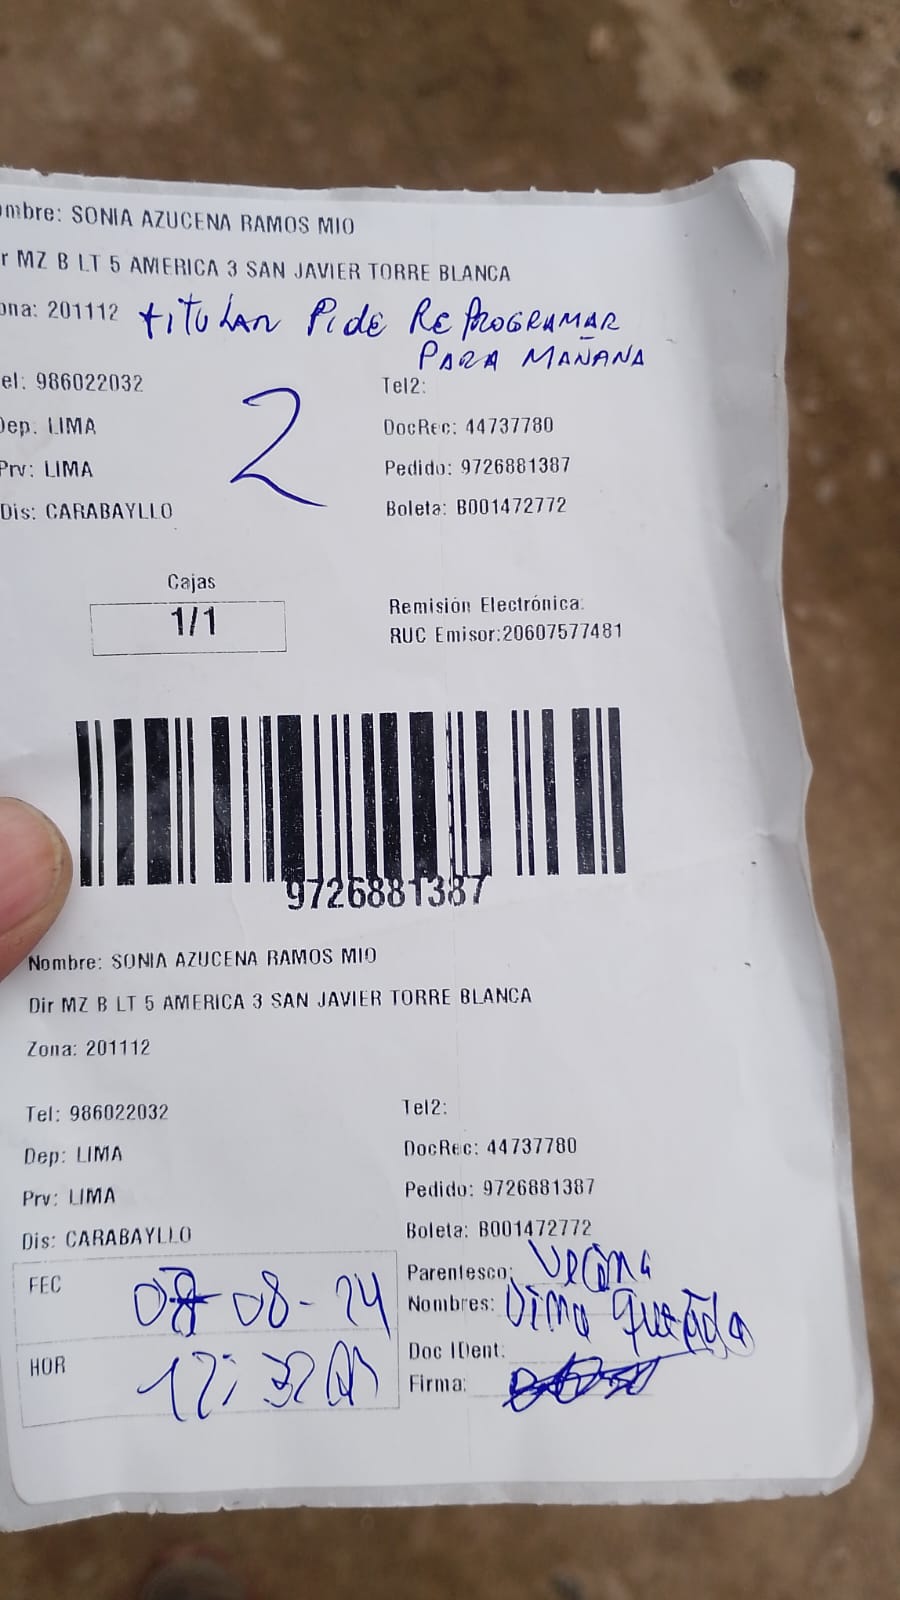 ombre: SONIA AZUCENA RAMOS MIO
r MZ B LT 5 AMERICA 3 SAN JAVIER TORRE BLANCA
ona: 201112 titular Pide REPROGRAMAR
PARA MAÑANA
el: 986022032 Tel2:
Dep: LIMA DocRec: 44737780
Prv: LIMA Pedido: 9726881387
Dis: CARABAYLLO Boleta: B001472772
2
Cajas
1/1
Remisión Electrónica:
RUC Emisor:20607577481
9726881387
Nombre: SONIA AZUCENA RAMOS MIO
Dir MZ B LT 5 AMERICA 3 SAN JAVIER TORRE BLANCA
Zona: 201112
Tel: 986022032 Tel2:
Dep: LIMA DocRec: 44737780
Prv: LIMA Pedido: 9726881387
Dis: CARABAYLLO Boleta: B001472772
FEC 08-24
Parentesco: Vecina
Nombres:
HOR
Doc IDent:
Firma: